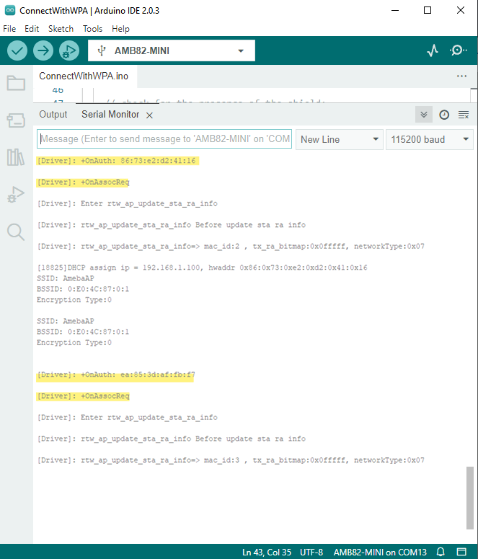 ConnectWithWPA | Arduino IDE 2.0.3
File Edit Sketch Tools Help
AMB82-MINI
ConnectWithWPA.ino
46
47 // check for the presence of the shield:
Output Serial Monitor
Message (Enter to send message to 'AMB82-MINI' on 'COM
New Line
115200 baud
[Driver]: +OnAuth: 86:73:e2:d2:41:16
[Driver]: +OnAssocReq
[Driver]: Enter rtw_ap_update_sta_ra_info
[Driver]: rtw_ap_update_sta_ra_info Before update sta ra info
[Driver]: rtw_ap_update_sta_ra_info=> mac_id:2 , tx_ra_bitmap:0x0fffff, networkType:0x07
[18825]DHCP assign ip = 192.168.1.100, hwaddr 0x86:0x73:0xe2:0xd2:0x41:0x16
SSID: AmebaAP
BSSID: 0:E0:4C:87:0:1
Encryption Type:0
SSID: AmebaAP
BSSID: 0:E0:4C:87:0:1
Encryption Type:0
[Driver]: +OnAuth: ea:85:3d:af:fb:f7
[Driver]: +OnAssocReq
[Driver]: Enter rtw_ap_update_sta_ra_info
[Driver]: rtw_ap_update_sta_ra_info Before update sta ra info
[Driver]: rtw_ap_update_sta_ra_info=> mac_id:3 , tx_ra_bitmap:0x0fffff, networkType:0x07
Ln 43, Col 35 UTF-8 AMB82-MINI on COM13